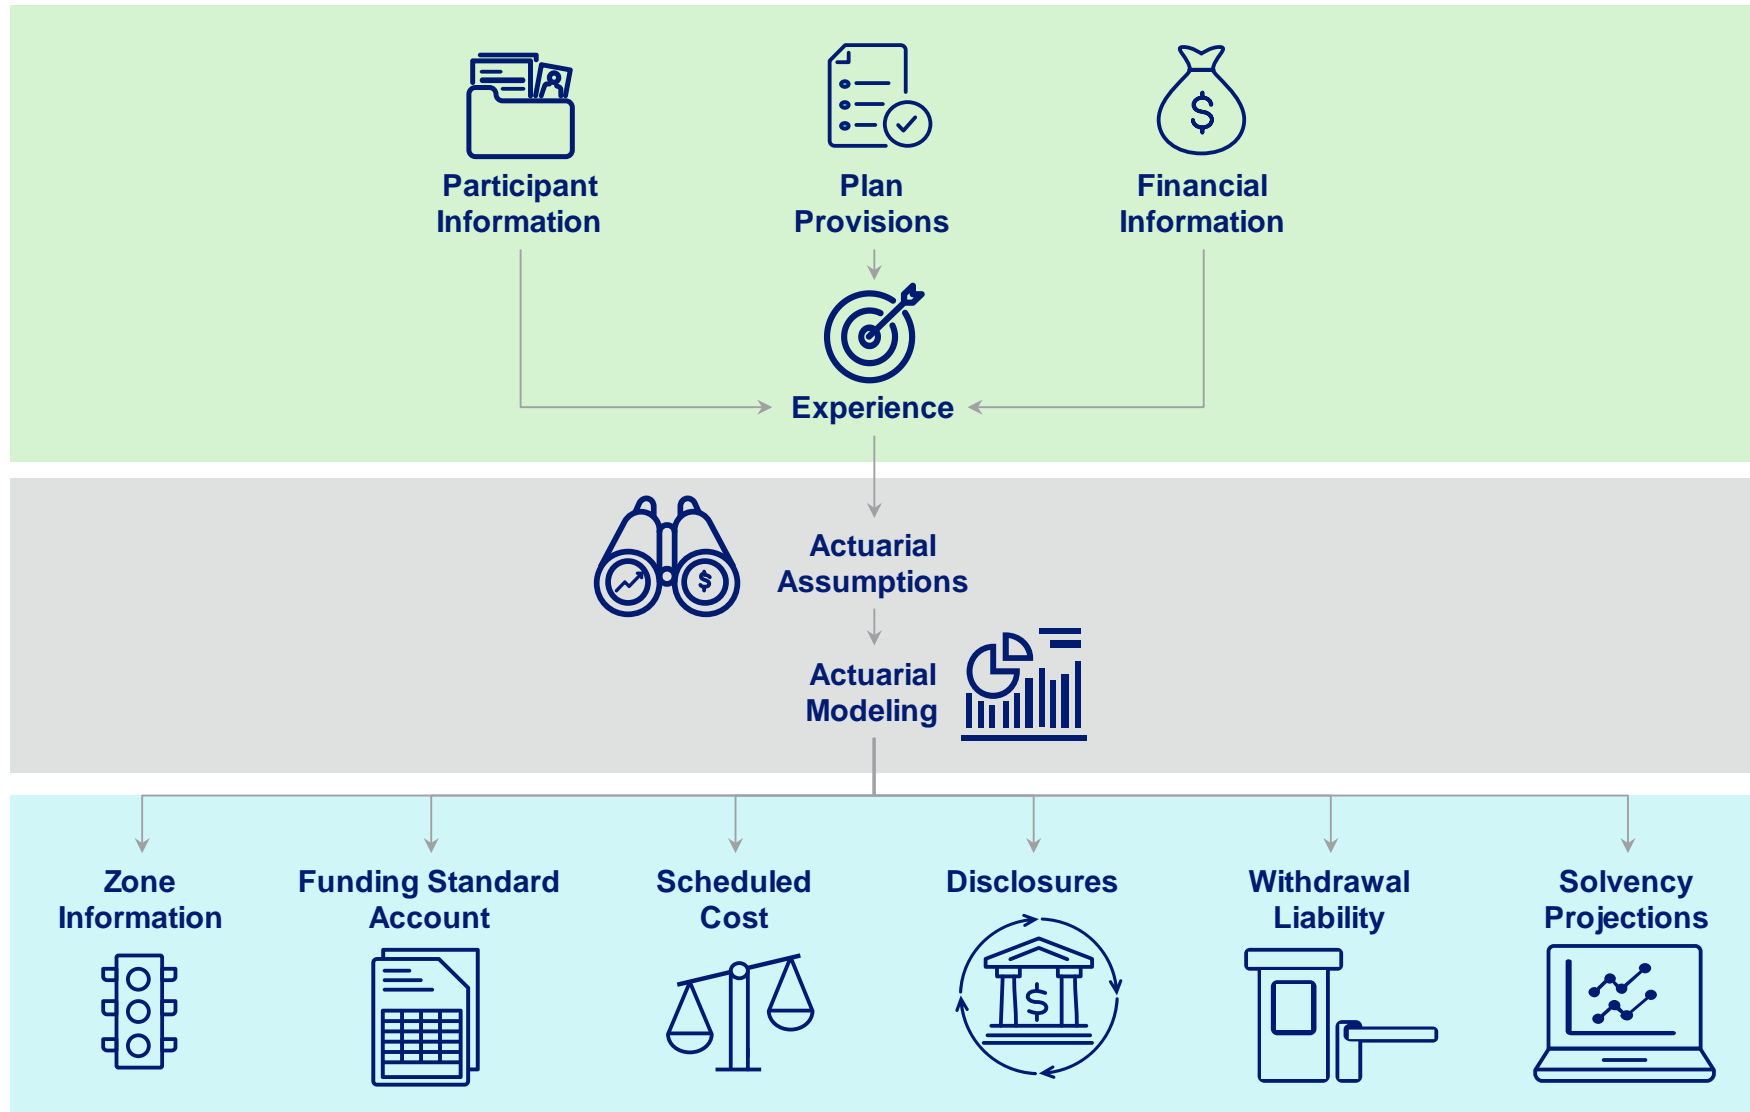 Participant
Information
Plan
Provisions
Financial
Information
$
Experience
Actuarial
Assumptions
$
Actuarial
Modeling
Zone
Information
Funding Standard
Account
Scheduled
Cost
Disclosures
Withdrawal
Liability
Solvency
Projections
$